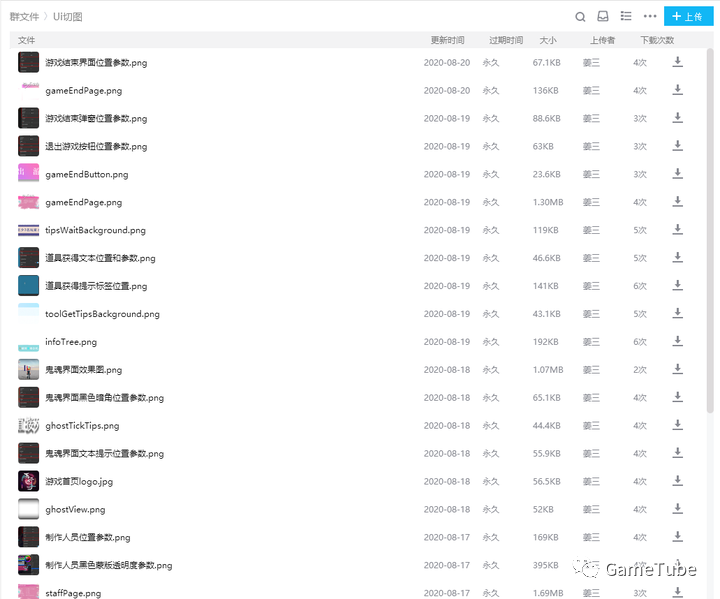 群文件 〉 UI切图
上传
文件 更新时间 过期时间 大小 上传者 下载次数
游戏结束界面位置参数.png 2020-08-20 永久 67.1KB 姜三 4次
gameEndPage.png 2020-08-20 永久 136KB 姜三 4次
游戏结束弹窗位置参数.png 2020-08-19 永久 88.6KB 姜三 3次
退出游戏按钮位置参数.png 2020-08-19 永久 63KB 姜三 3次
gameEndButton.png 2020-08-19 永久 23.6KB 姜三 3次
gameEndPage.png 2020-08-19 永久 1.30MB 姜三 4次
tipsWaitBackground.png 2020-08-19 永久 119KB 姜三 5次
道具获得文本位置和参数.png 2020-08-19 永久 46.6KB 姜三 5次
道具获得提示标签位置.png 2020-08-19 永久 141KB 姜三 6次
toolGetTipsBackground.png 2020-08-19 永久 43.1KB 姜三 5次
infoTree.png 2020-08-19 永久 192KB 姜三 6次
鬼魂界面效果图.png 2020-08-18 永久 1.07MB 姜三 2次
鬼魂界面黑色暗角位置参数.png 2020-08-18 永久 65.1KB 姜三 4次
ghostTickTips.png 2020-08-18 永久 44.4KB 姜三 4次
鬼魂界面文本提示位置参数.png 2020-08-18 永久 55.9KB 姜三 4次
游戏首页logo.jpg 2020-08-18 永久 56.5KB 姜三 4次
ghostView.png 2020-08-18 永久 52KB 姜三 4次
制作人员位置参数.png 2020-08-17 永久 169KB 姜三 4次
制作人员黑色蒙版透明度参数.png 2020-08-17 永久 395KB
GameTube
staffPage.png 2020-08-17 永久 1.69MB 姜三 3次